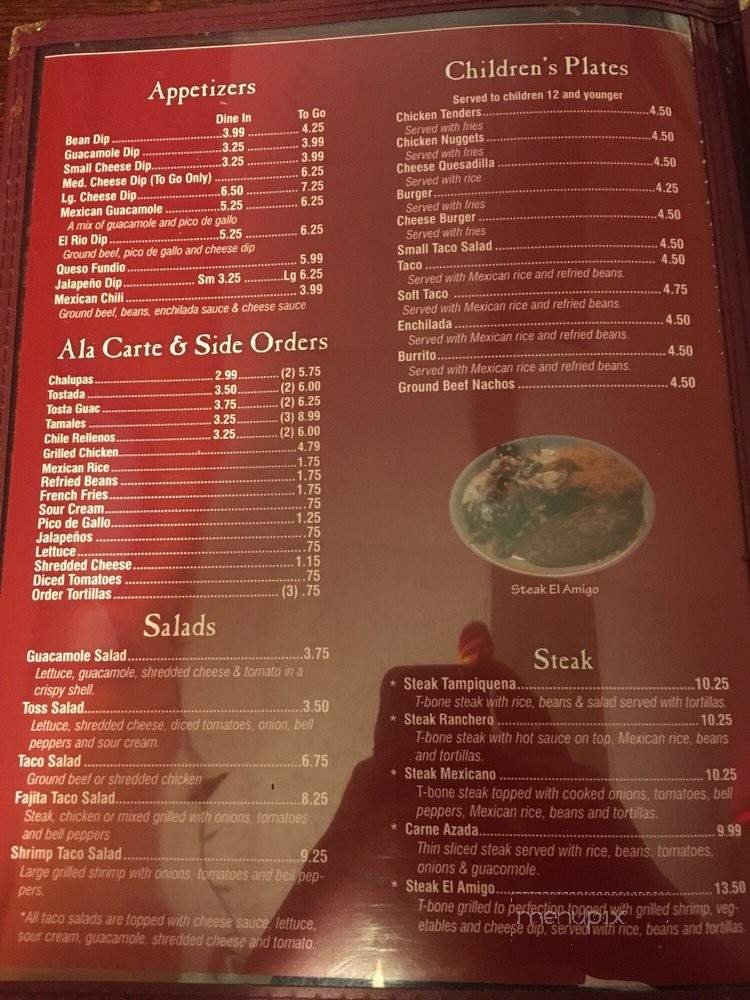 Appetizers
Dine In To Go
Bean Dip 3.99 4.25
Guacamole Dip 3.25 3.99
Small Cheese Dip 3.25 3.99
Med. Cheese Dip (To Go Only) 6.25
Lg. Cheese Dip 6.50 7.25
Mexican Guacamole 5.25 6.25
A mix of guacamole and pico de gallo
El Rio Dip 5.25 6.25
Ground beef, pico de gallo and cheese dip
Queso Fundio 5.99
Jalapeño Dip Sm 3.25 Lg 6.25
Mexican Chili 3.99
Ground beef, beans, enchilada sauce & cheese sauce
Ala Carte & Side Orders
Chalupas 2.99 (2) 5.75
Tostada 3.50 (2) 6.00
Tosta Guac 3.75 (2) 6.25
Tamales 3.25 (3) 8.99
Chile Rellenos 3.25 (2) 6.00
Grilled Chicken 4.79
Mexican Rice 1.75
Refried Beans 1.75
French Fries 1.75
Sour Cream .75
Pico de Gallo 1.25
Jalapeños .75
Lettuce .75
Shredded Cheese 1.15
Diced Tomatoes .75
Order Tortillas (3) .75
Salads
Guacamole Salad 3.75
Lettuce, guacamole, shredded cheese & tomato in a
crispy shell.
Toss Salad 3.50
Lettuce, shredded cheese, diced tomatoes, onion, bell
peppers and sour cream.
Taco Salad 6.75
Ground beef or shredded chicken
Fajita Taco Salad 8.25
Steak, chicken or mixed grilled with onions, tomatoes
and bell peppers
Shrimp Taco Salad 9.25
Large grilled shrimp with onions, tomatoes and bell pep-
pers.
*All taco salads are topped with cheese sauce, lettuce,
sour cream, guacamole, shredded cheese and tomato.
Children's Plates
Served to children 12 and younger
Chicken Tenders 4.50
Served with fries
Chicken Nuggets 4.50
Served with fries
Cheese Quesadilla 4.50
Served with rice
Burger 4.25
Served with fries
Cheese Burger 4.50
Served with fries
Small Taco Salad 4.50
Taco 4.50
Served with Mexican rice and refried beans.
Soft Taco 4.75
Served with Mexican rice and refried beans.
Enchilada 4.50
Served with Mexican rice and refried beans.
Burrito 4.50
Served with Mexican rice and refried beans.
Ground Beef Nachos 4.50
Steak El Amigo
Steak
* Steak Tampiquena 10.25
T-bone steak with rice, beans & salad served with tortillas.
* Steak Ranchero 10.25
T-bone steak with hot sauce on top, Mexican rice, beans
and tortillas.
* Steak Mexicano 10.25
T-bone steak topped with cooked onions, tomatoes, bell
peppers, Mexican rice, beans and tortillas.
* Carne Azada 9.99
Thin sliced steak served with rice, beans, tomatoes,
onions & guacomole.
* Steak El Amigo 13.50
T-bone grilled to perfection topped with grilled shrimp, veg-
etables and cheese dip, served with rice, beans and tortillas.
menupix